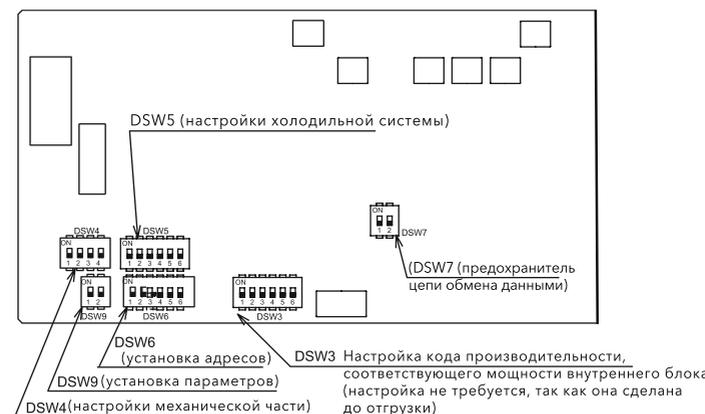 DSW5 (настройки холодильной системы)
DSW4
ON
1 2 3 4
DSW5
ON
1 2 3 4 5 6
ON
1 2
DSW7
(DSW7 (предохранитель
цепи обмена данными)
1 2
DSW9
ON
1 2 3 4 5 6
DSW6
ON
1 2 3 4 5 6
DSW3
DSW6
(установка адресов)
DSW9 (установка параметров)
DSW4(настройки механической части)
DSW3 Настройка кода производительности,
соответствующего мощности внутреннего блока
(настройка не требуется, так как она сделана
до отгрузки)